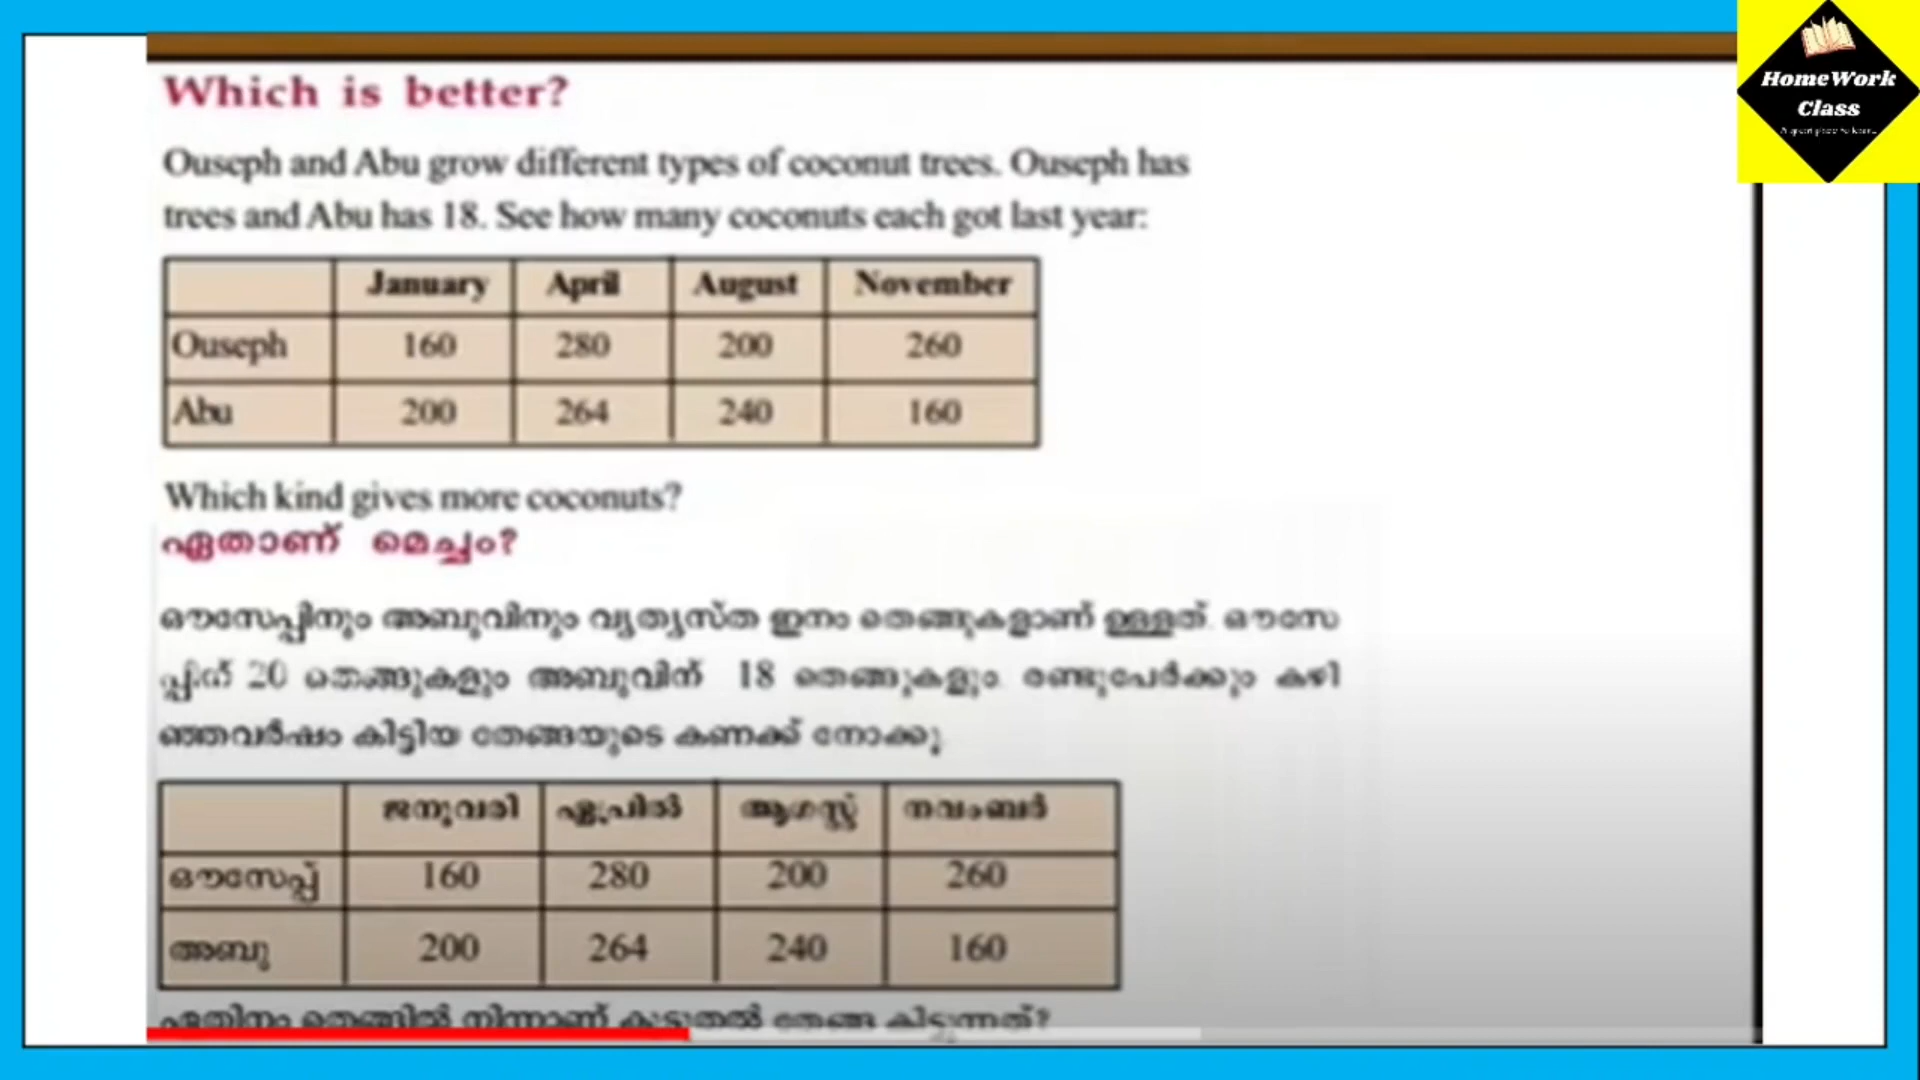 HomeWork
Class
Which is better?
Ouseph and Abu grow different types of coconut trees. Ouseph has
trees and Abu has 18. See how many coconuts each got last year:
January April August November
Ouseph 160 280 200 260
Abu 200 264 240 160
Which kind gives more coconuts?
ഏതാണ് മെച്ചം?
ഔസേപ്പിനും അബുവിനും വ്യത്യസ്ത ഇനം തെങ്ങുകളാണ് ഉള്ളത്. ഔസേ
പ്പിന് 20 തെങ്ങുകളും അബുവിന് 18 തെങ്ങുകളും. രണ്ടുപേർക്കും കഴി
ഞ്ഞവർഷം കിട്ടിയ തേങ്ങയുടെ കണക്ക് നോക്കൂ.
ജനുവരി ഏപ്രിൽ ആഗസ്റ്റ് നവംബർ
ഔസേപ്പ് 160 280 200 260
അബു 200 264 240 160
ഏതിനം തെങ്ങിൽ നിന്നാണ് കൂടുതൽ തേങ്ങ കിട്ടുന്നത്?